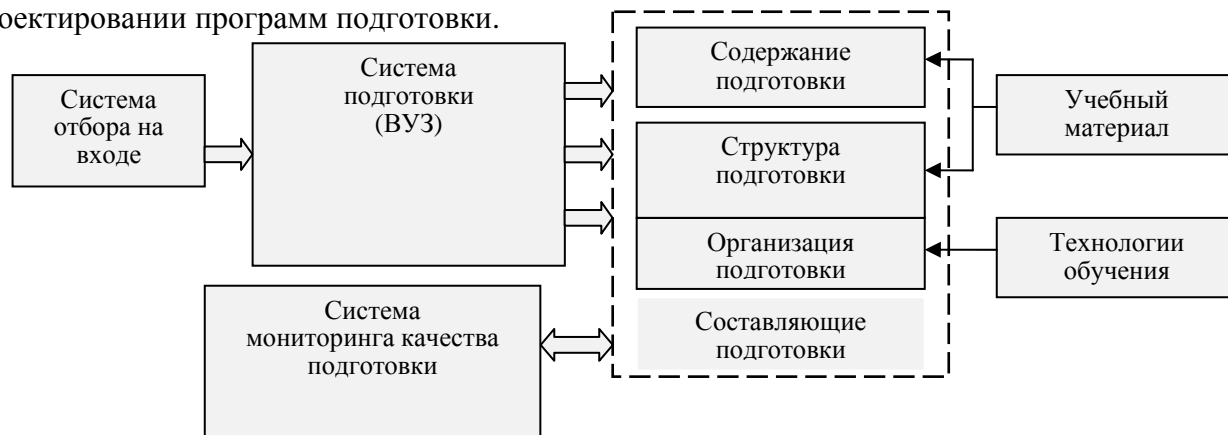 программ подготовки.
Система
отбора на
входе
Система
подготовки
(ВУЗ)
Содержание
подготовки
Структура
подготовки
Организация
подготовки
Составляющие
подготовки
Учебный
материал
Технологии
обучения
Система
мониторинга качества
подготовки